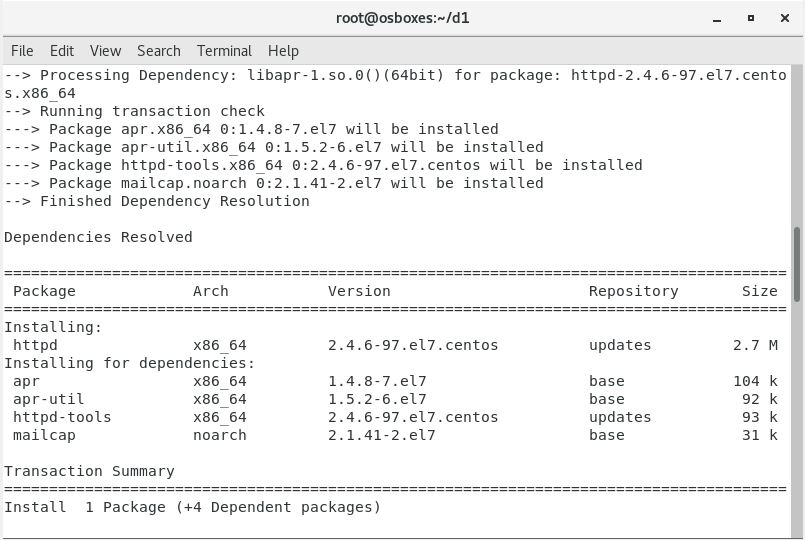 root@osboxes:~/d1
File Edit View Search Terminal Help
--> Processing Dependency: libapr-1.so.0()(64bit) for package: httpd-2.4.6-97.el7.cento
s.x86_64
--> Running transaction check
---> Package apr.x86_64 0:1.4.8-7.el7 will be installed
---> Package apr-util.x86_64 0:1.5.2-6.el7 will be installed
---> Package httpd-tools.x86_64 0:2.4.6-97.el7.centos will be installed
---> Package mailcap.noarch 0:2.1.41-2.el7 will be installed
--> Finished Dependency Resolution
Dependencies Resolved
=======================================================================================
Package Arch Version Repository Size
=======================================================================================
Installing:
httpd x86_64 2.4.6-97.el7.centos updates 2.7 M
Installing for dependencies:
apr x86_64 1.4.8-7.el7 base 104 k
apr-util x86_64 1.5.2-6.el7 base 92 k
httpd-tools x86_64 2.4.6-97.el7.centos updates 93 k
mailcap noarch 2.1.41-2.el7 base 31 k
Transaction Summary
=======================================================================================
Install  1 Package (+4 Dependent packages)